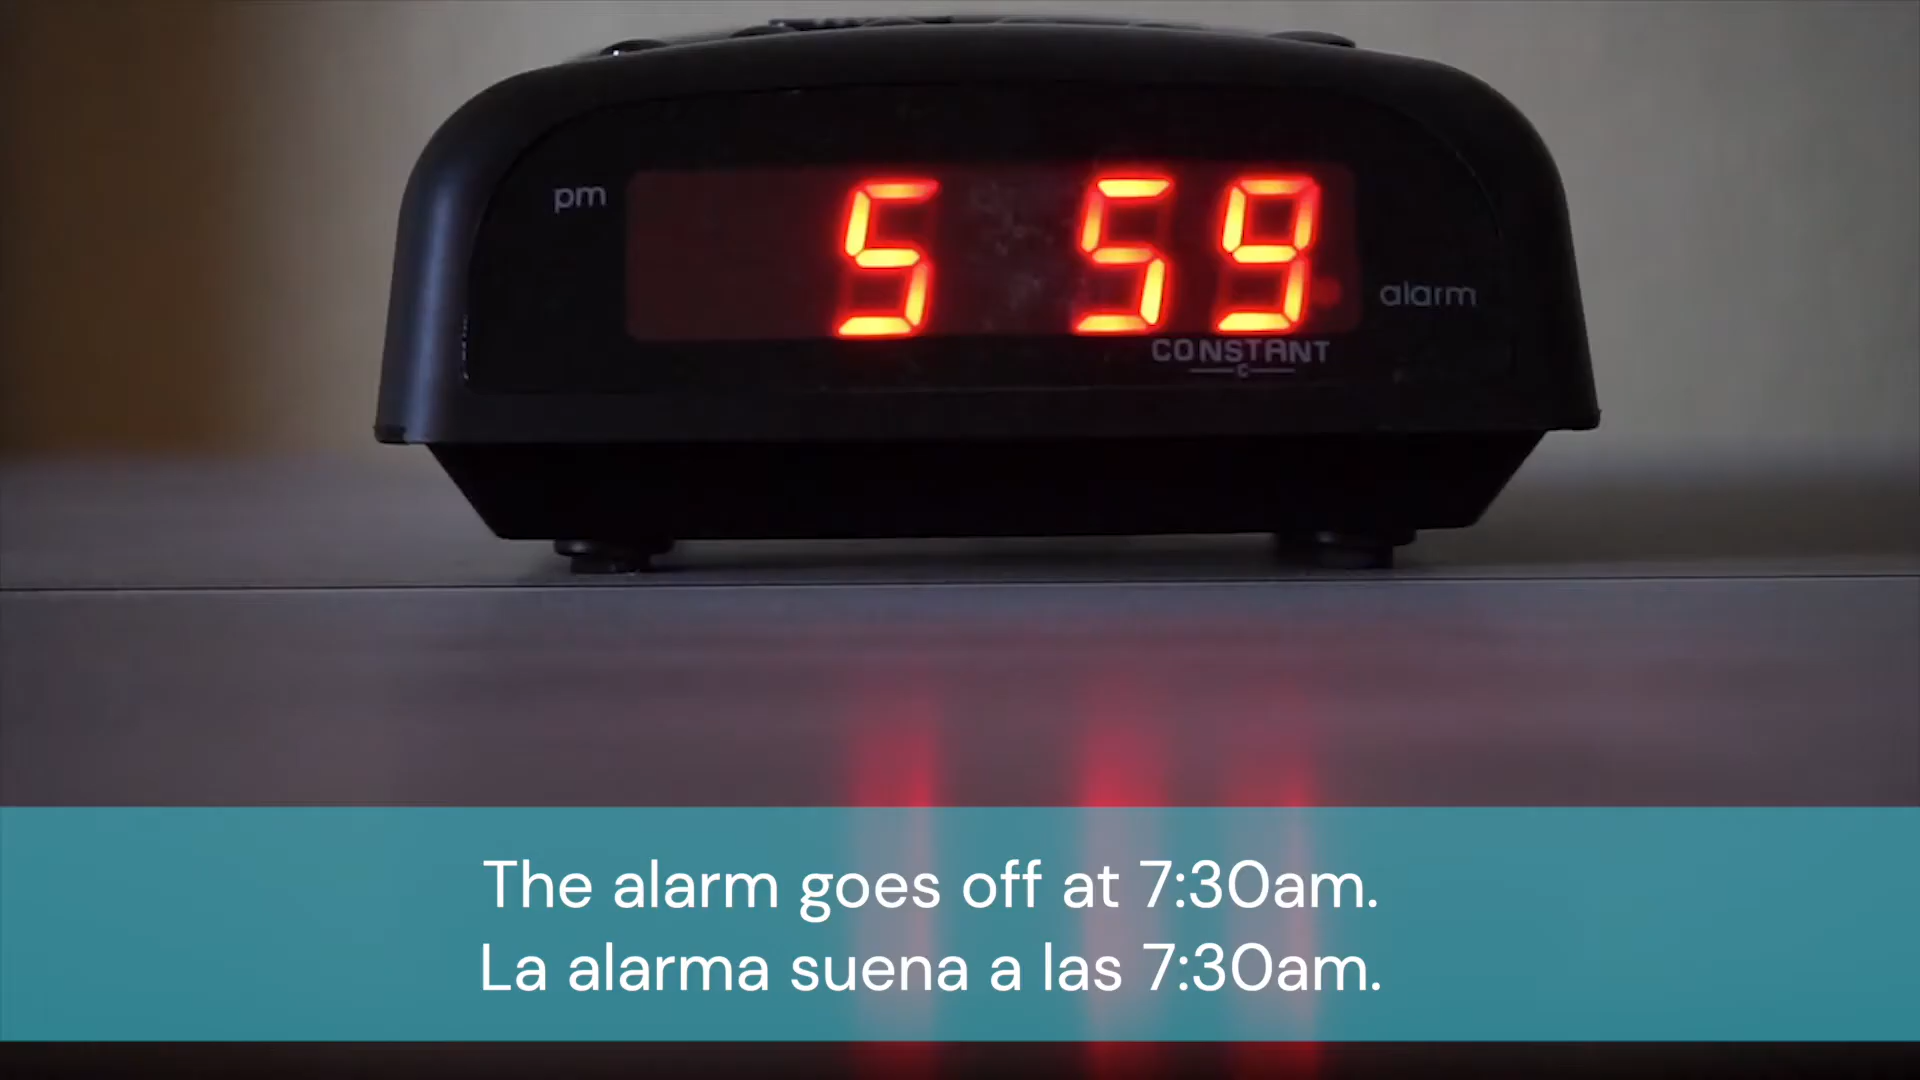 pm
5 59
alarm
CONSTANT
C
The alarm goes off at 7:30am.
La alarma suena a las 7:30am.